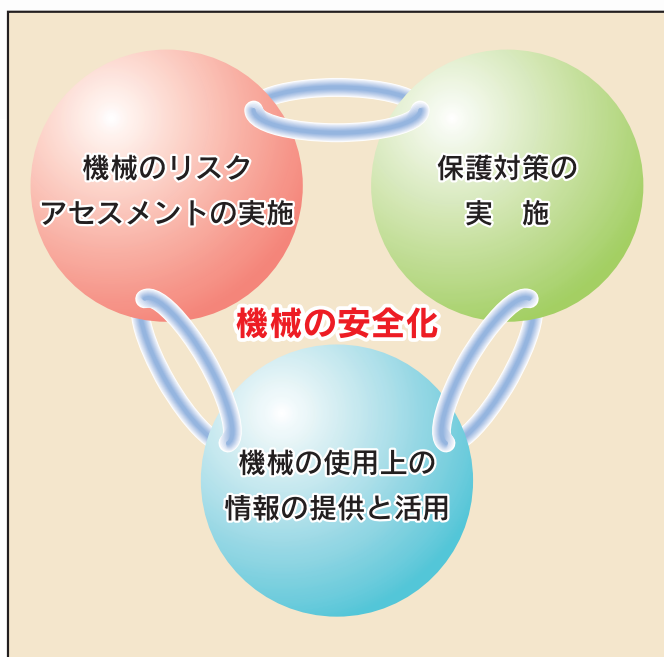 機械のリスク
アセスメントの実施
保護対策の
実　施
機械の安全化
機械の使用上の
情報の提供と活用